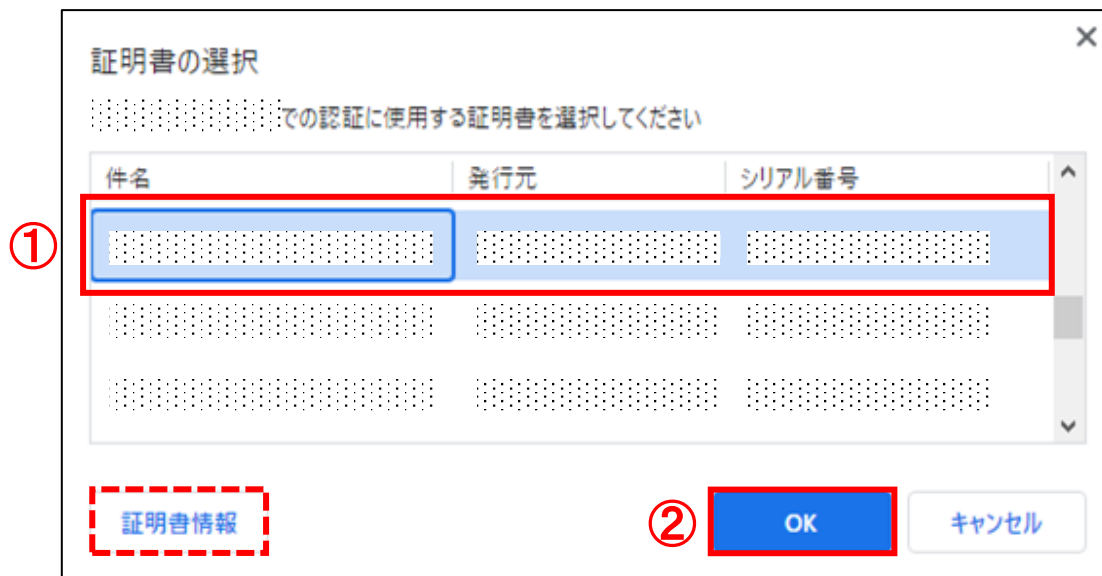 証明書の選択
での認証に使用する証明書を選択してください
件名 発行元 シリアル番号
①
証明書情報 ② OK キャンセル